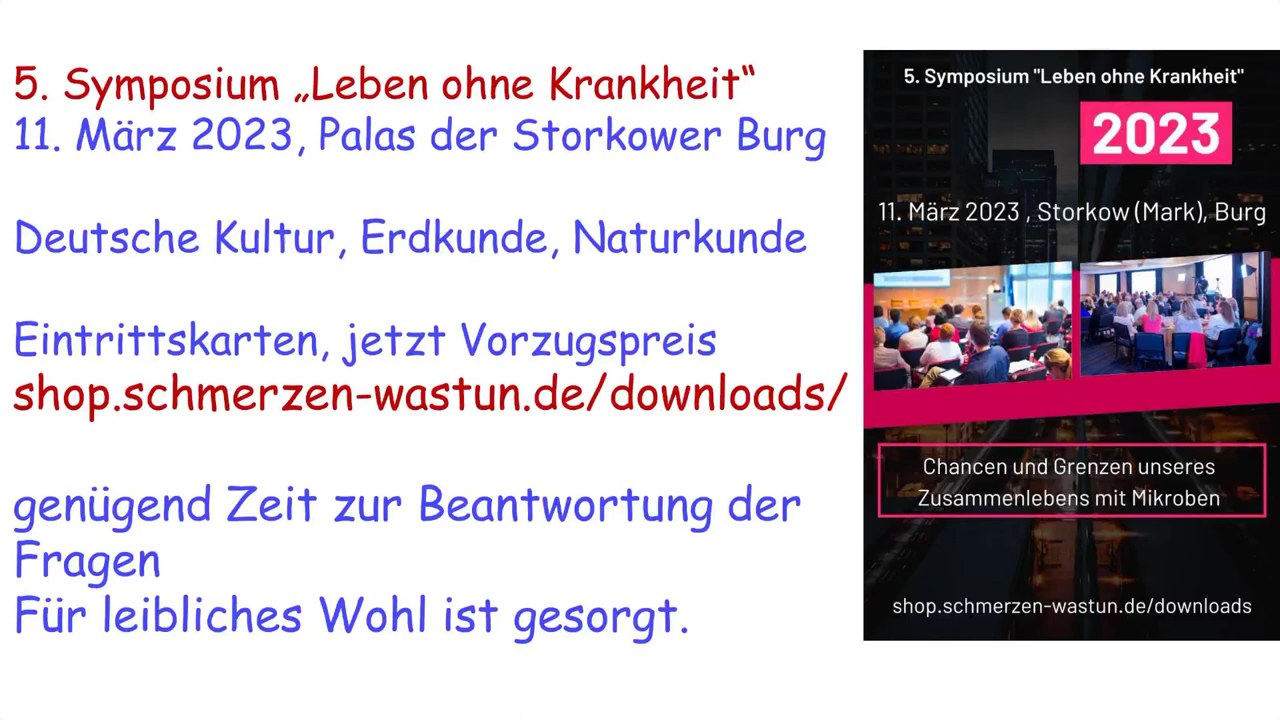 5. Symposium „Leben ohne Krankheit“
11. März 2023, Palas der Storkower Burg
Deutsche Kultur, Erdkunde, Naturkunde
Eintrittskarten, jetzt Vorzugspreis
shop.schmerzen-wastun.de/downloads/
genügend Zeit zur Beantwortung der
Fragen
Für leibliches Wohl ist gesorgt.
5. Symposium "Leben ohne Krankheit"
2023
11. März 2023 , Storkow (Mark), Burg
Chancen und Grenzen unseres
Zusammenlebens mit Mikroben
shop.schmerzen-wastun.de/downloads